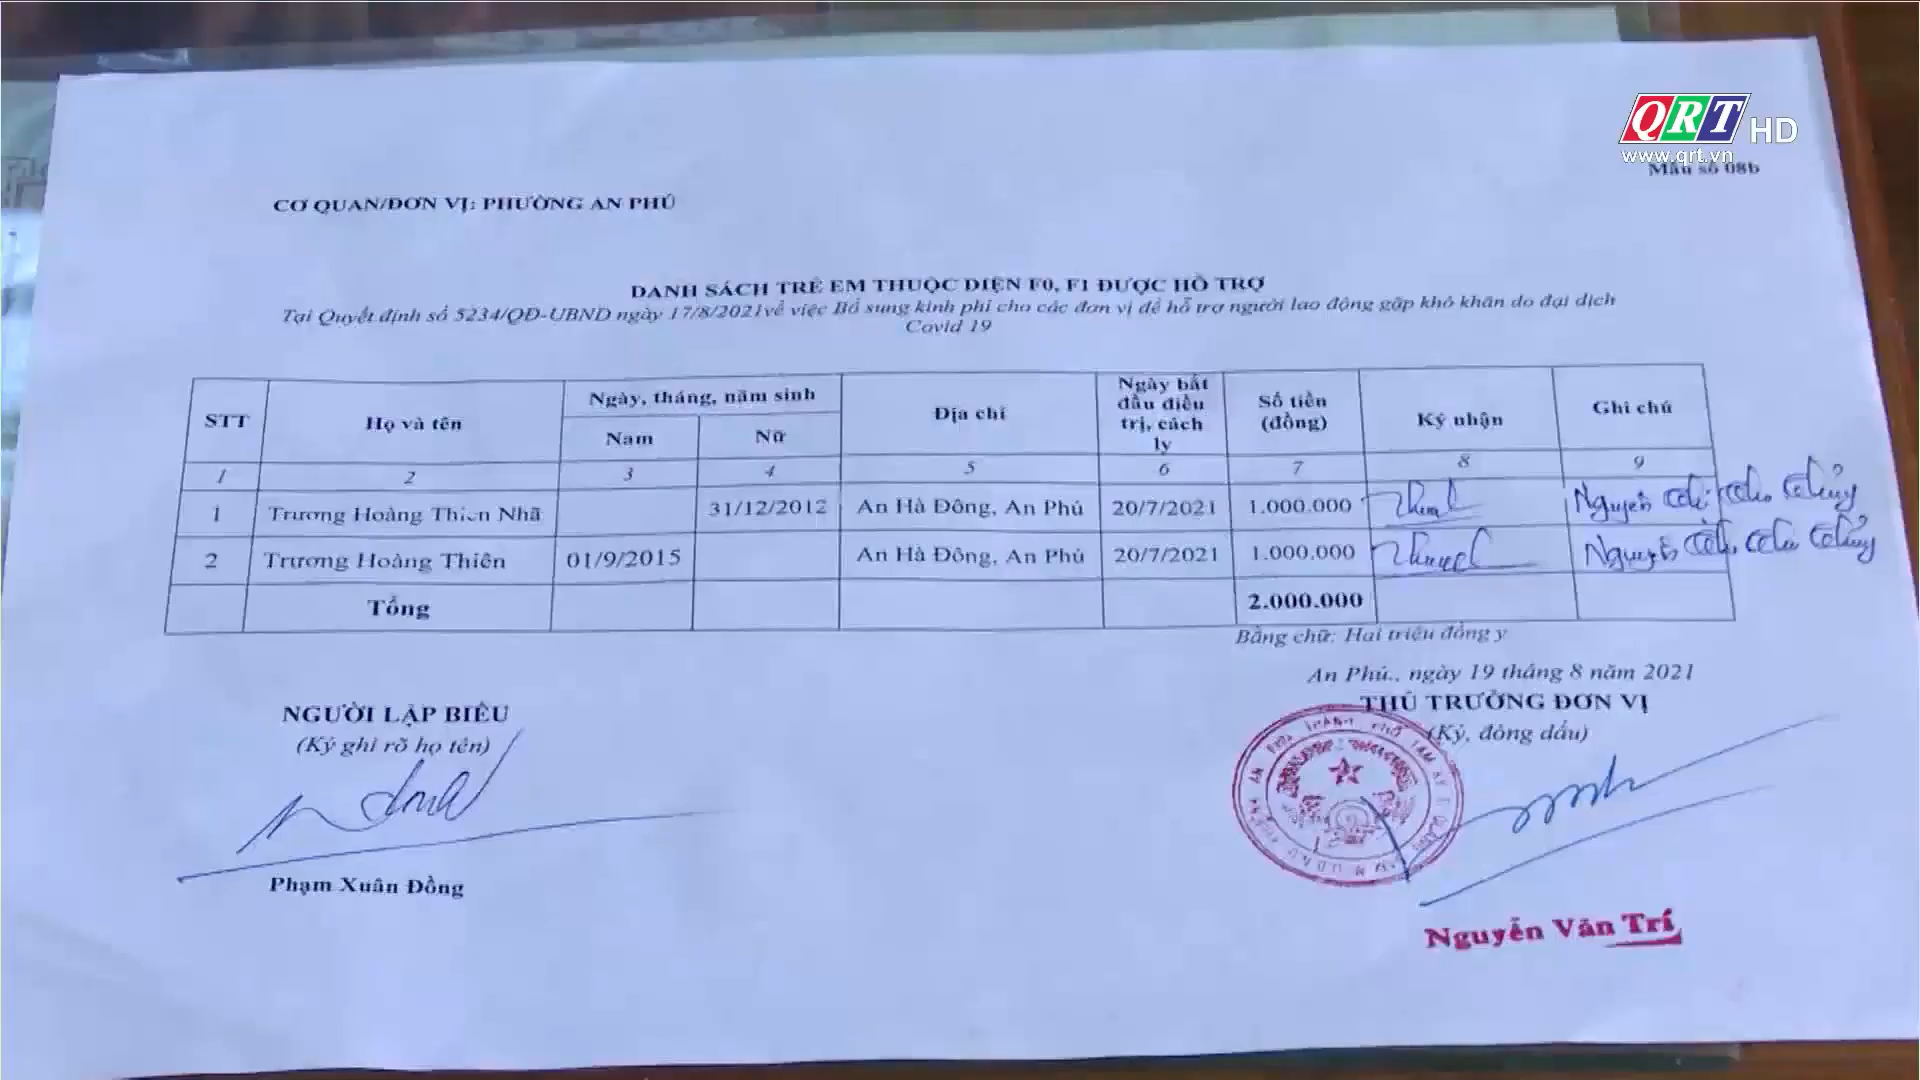 QRT HD
www.qrt.vn
Mẫu số 08b
CƠ QUAN/ĐƠN VỊ: PHƯỜNG AN PHÚ
DANH SÁCH TRẺ EM THUỘC DIỆN F0, F1 ĐƯỢC HỖ TRỢ
Tại Quyết định số 5234/QĐ-UBND ngày 17/8/2021về việc Bổ sung kinh phí cho các đơn vị để hỗ trợ người lao động gặp khó khăn do đại dịch
Covid 19
STT Họ và tên Ngày, tháng, năm sinh Địa chỉ Ngày bắt đầu điều trị, cách ly Số tiền (đồng) Ký nhận Ghi chú
Nam Nữ
1 2 3 4 5 6 7 8 9
1 Trương Hoàng Thiên Nhã 31/12/2012 An Hà Đông, An Phú 20/7/2021 1.000.000 Nguyễn Thị Thu Thủy
2 Trương Hoàng Thiên 01/9/2015 An Hà Đông, An Phú 20/7/2021 1.000.000 Nguyễn Thị Thu Thủy
Tổng 2.000.000
Bằng chữ: Hai triệu đồng y
An Phú., ngày 19 tháng 8 năm 2021
NGƯỜI LẬP BIỂU
(Ký ghi rõ họ tên)
Phạm Xuân Đồng
THỦ TRƯỞNG ĐƠN VỊ
(Ký, đóng dấu)
Nguyễn Văn Trí